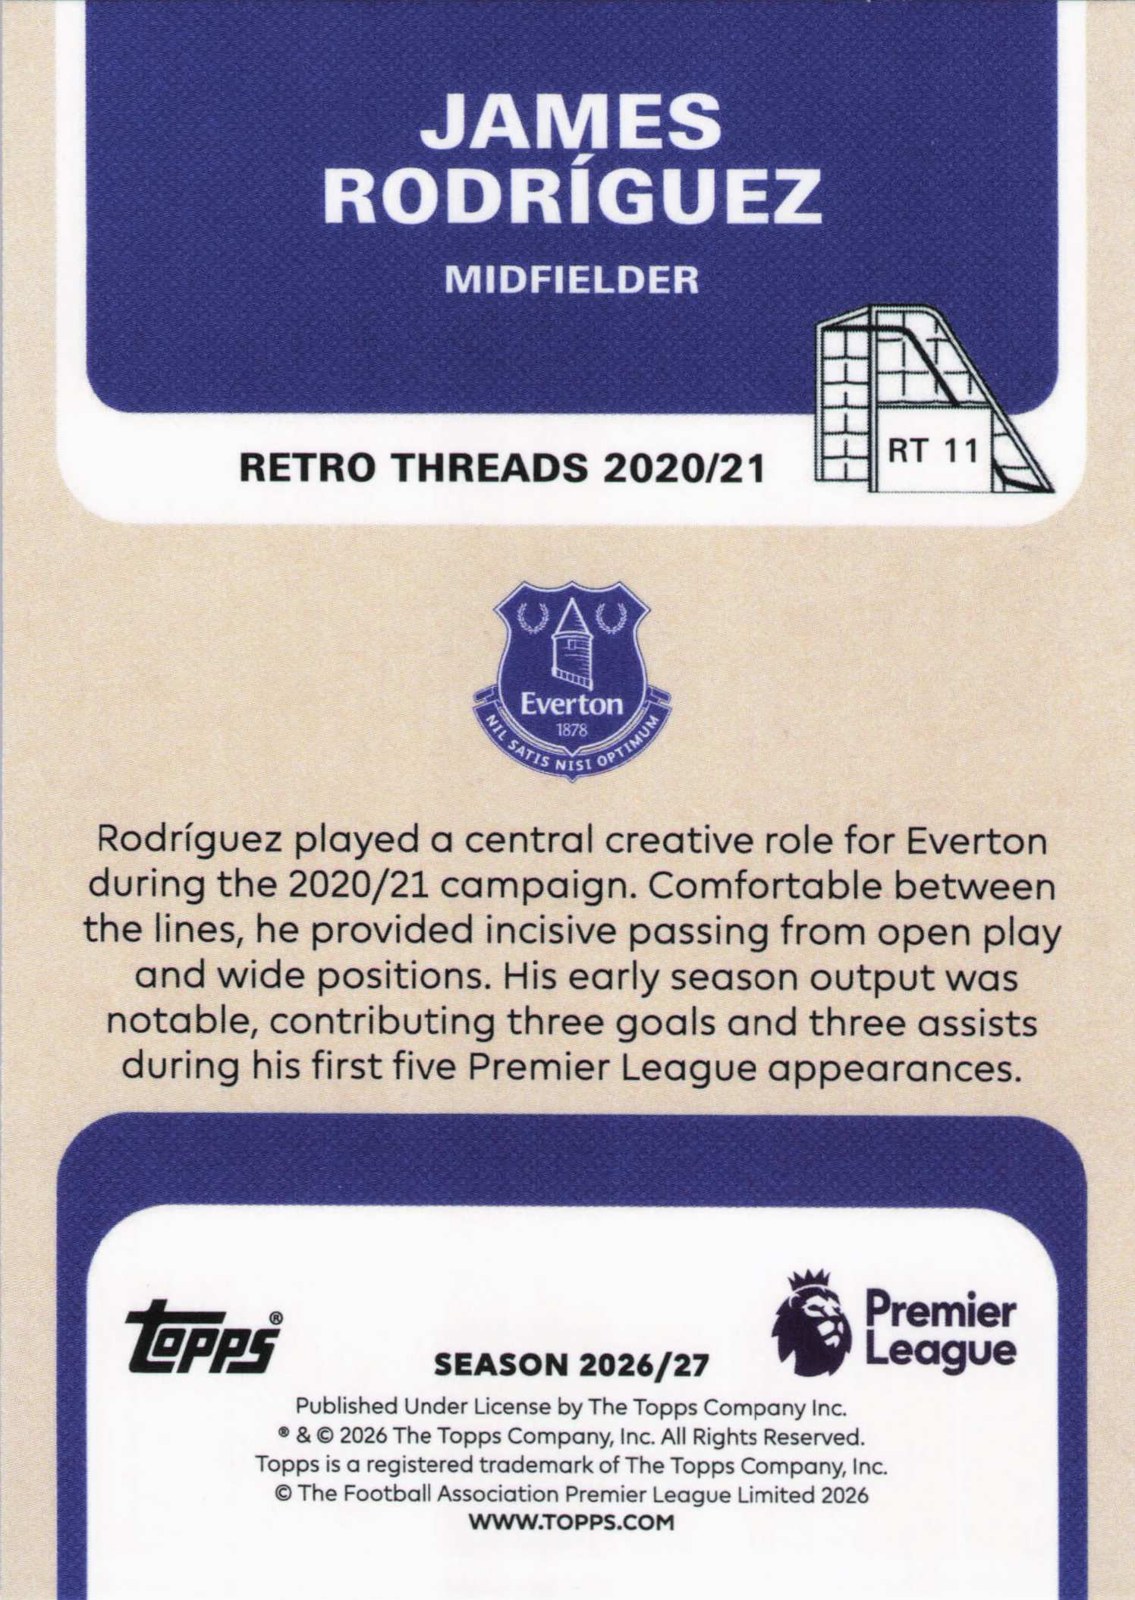 JAMES
RODRÍGUEZ
MIDFIELDER
RETRO THREADS 2020/21
RT 11
Everton
1878
NIL SATIS NISI OPTIMUM
Rodríguez played a central creative role for Everton
during the 2020/21 campaign. Comfortable between
the lines, he provided incisive passing from open play
and wide positions. His early season output was
notable, contributing three goals and three assists
during his first five Premier League appearances.
Topps®
Premier
League
SEASON 2026/27
Published Under License by The Topps Company Inc.
® & © 2026 The Topps Company, Inc. All Rights Reserved.
Topps is a registered trademark of The Topps Company, Inc.
© The Football Association Premier League Limited 2026
WWW.TOPPS.COM